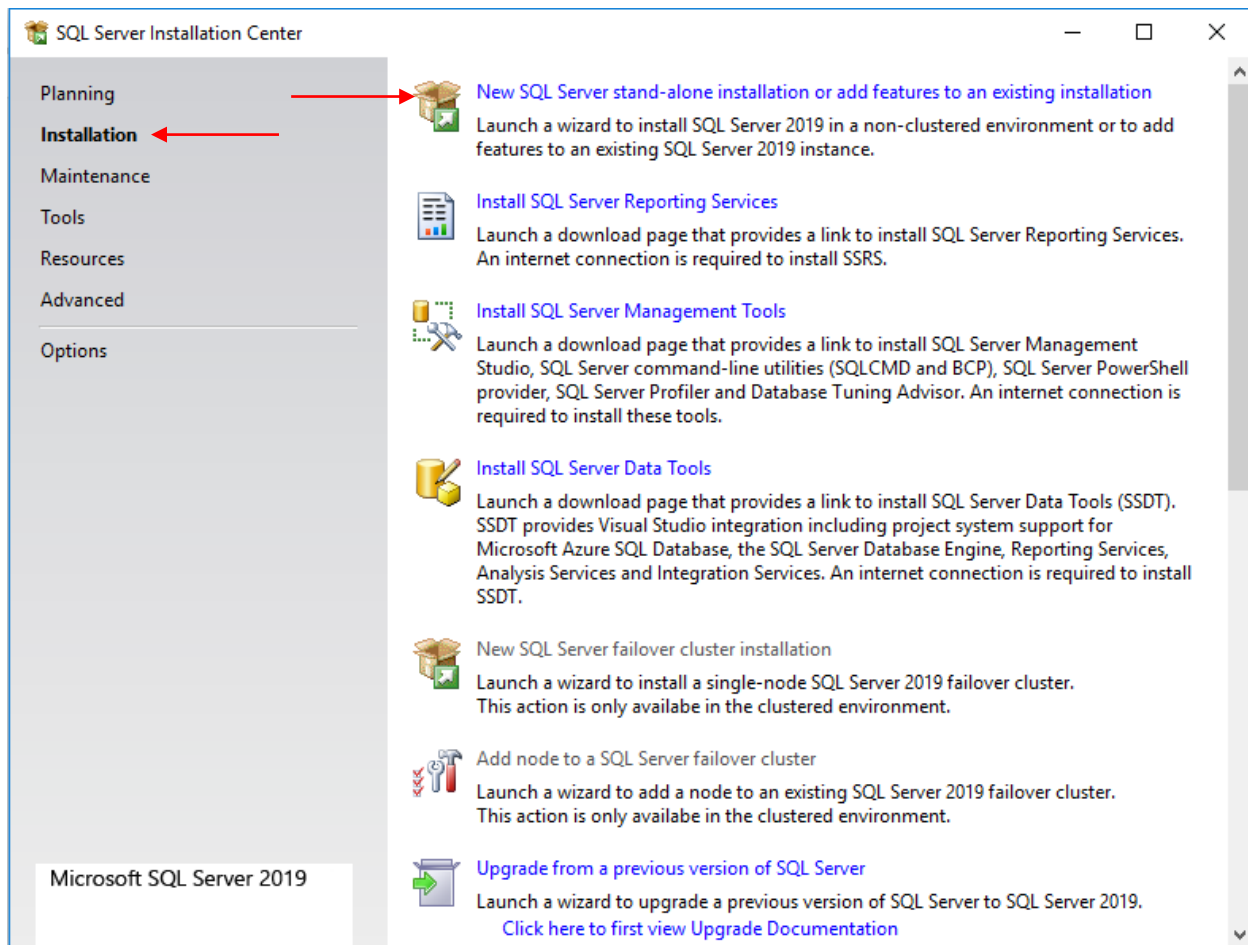 SQL Server Installation Center
Planning
Installation
Maintenance
Tools
Resources
Advanced
Options
Microsoft SQL Server 2019
New SQL Server stand-alone installation or add features to an existing installation
Launch a wizard to install SQL Server 2019 in a non-clustered environment or to add
features to an existing SQL Server 2019 instance.
Install SQL Server Reporting Services
Launch a download page that provides a link to install SQL Server Reporting Services.
An internet connection is required to install SSRS.
Install SQL Server Management Tools
Launch a download page that provides a link to install SQL Server Management
Studio, SQL Server command-line utilities (SQLCMD and BCP), SQL Server PowerShell
provider, SQL Server Profiler and Database Tuning Advisor. An internet connection is
required to install these tools.
Install SQL Server Data Tools
Launch a download page that provides a link to install SQL Server Data Tools (SSDT).
SSDT provides Visual Studio integration including project system support for
Microsoft Azure SQL Database, the SQL Server Database Engine, Reporting Services,
Analysis Services and Integration Services. An internet connection is required to install
SSDT.
New SQL Server failover cluster installation
Launch a wizard to install a single-node SQL Server 2019 failover cluster.
This action is only availabe in the clustered environment.
Add node to a SQL Server failover cluster
Launch a wizard to add a node to an existing SQL Server 2019 failover cluster.
This action is only availabe in the clustered environment.
Upgrade from a previous version of SQL Server
Launch a wizard to upgrade a previous version of SQL Server to SQL Server 2019.
Click here to first view Upgrade Documentation